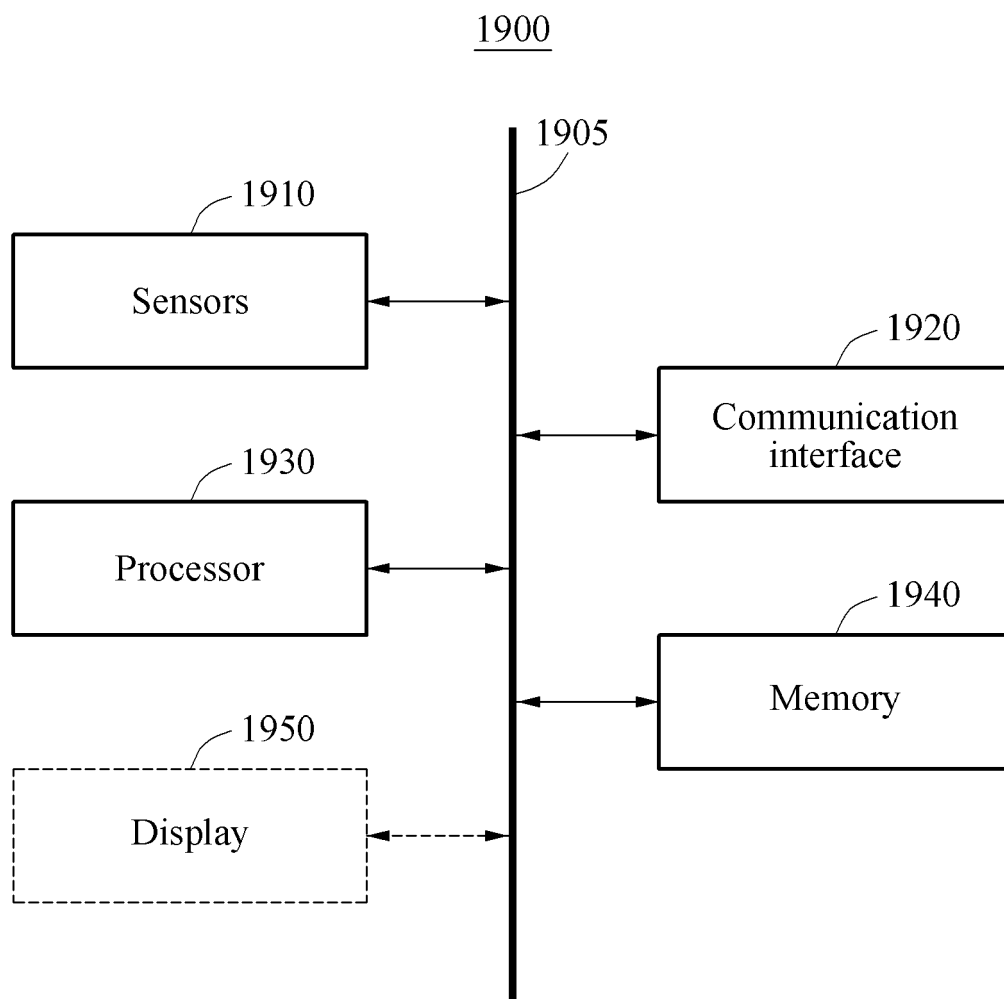 1900
1905
1910
Sensors
1920
Communication
interface
1930
Processor
1940
Memory
1950
Display